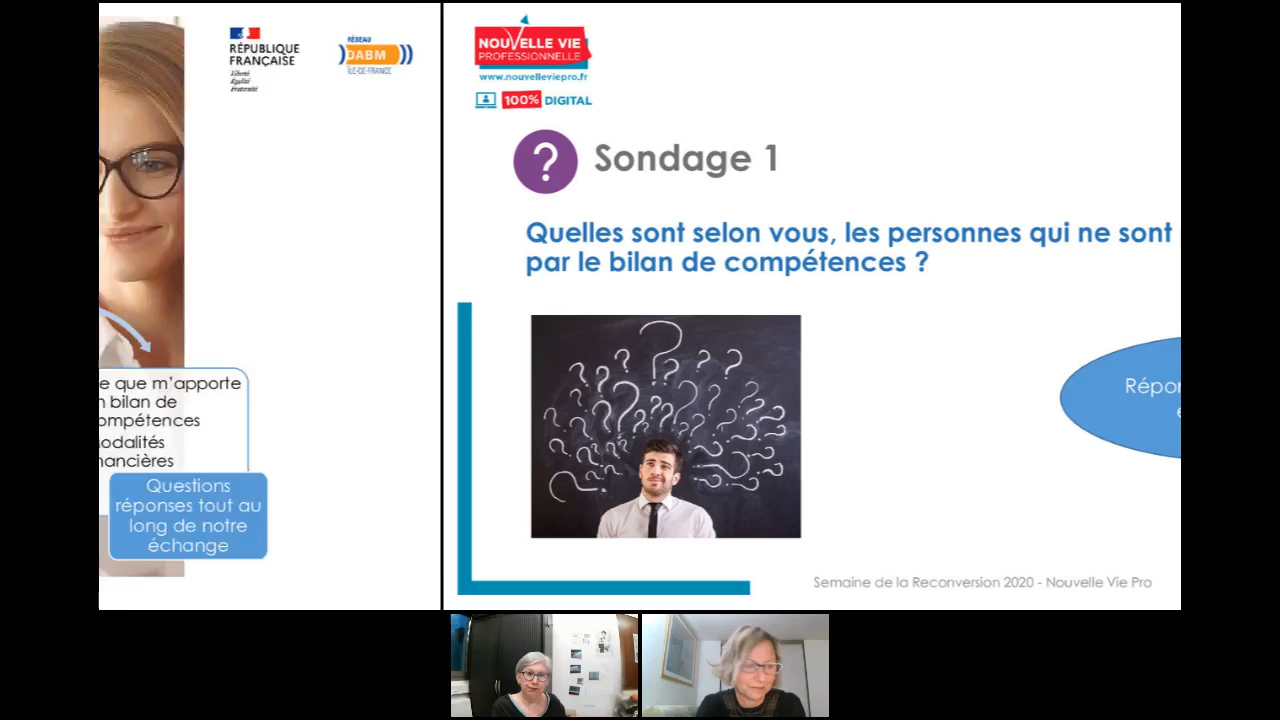 RÉPUBLIQUE
FRANÇAISE
Liberté
Égalité
Fraternité
RÉSEAU
DABM
ÎLE-DE-FRANCE
e que m'apporte
n bilan de
ompétences
odalités
nancières
Questions
réponses tout au
long de notre
échange
NOUVELLE VIE
PROFESSIONNELLE
www.nouvelleviepro.fr
100% DIGITAL
? Sondage 1
Quelles sont selon vous, les personnes qui ne sont
par le bilan de compétences ?
Répon
e
Semaine de la Reconversion 2020 - Nouvelle Vie Pro